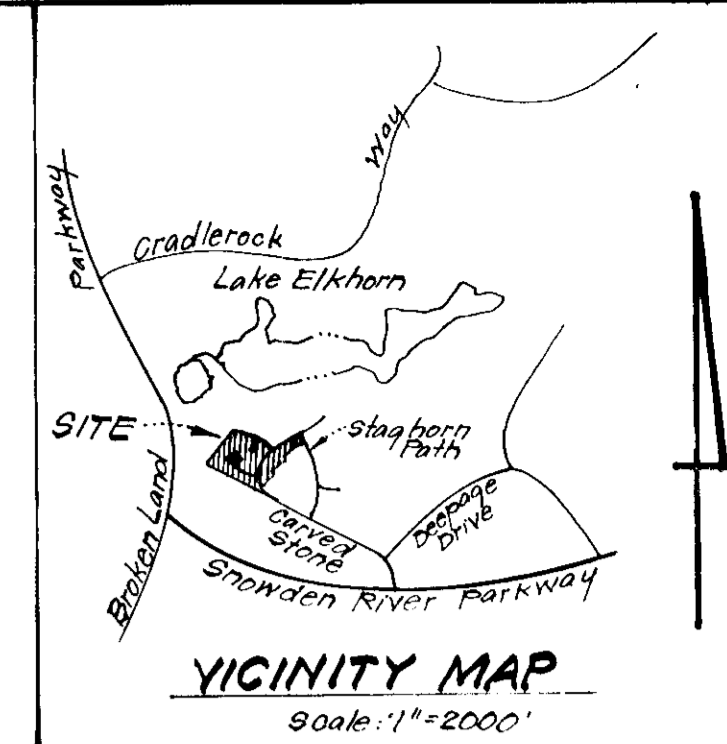 Way
Parkway
Cradlerock
Lake Elkhorn
SITE
Staghorn
Path
Broken Land
Carved
Stone
Deepage
Drive
Snowden River Parkway
VICINITY MAP
Scale: 1"=2000'